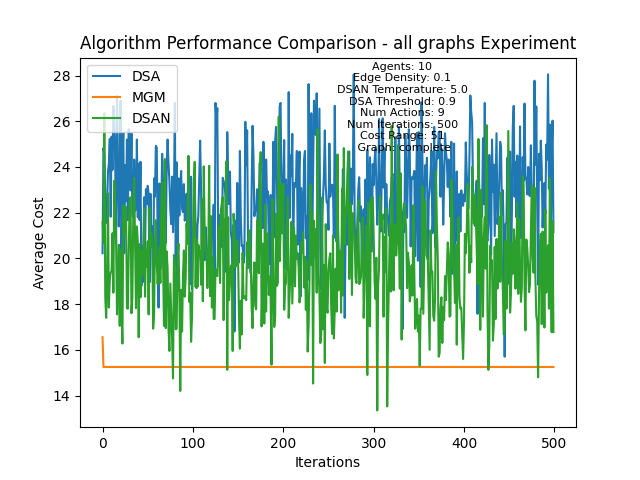 Algorithm Performance Comparison - all graphs Experiment
DSA
MGM
DSAN
Agents: 10
Edge Density: 0.1
DSAN Temperature: 5.0
DSA Threshold: 0.9
Num Actions: 9
Num Iterations: 500
Cost Range: 51
Graph: complete
28
26
24
22
20
18
16
14
Average Cost
0
100
200
300
400
500
Iterations